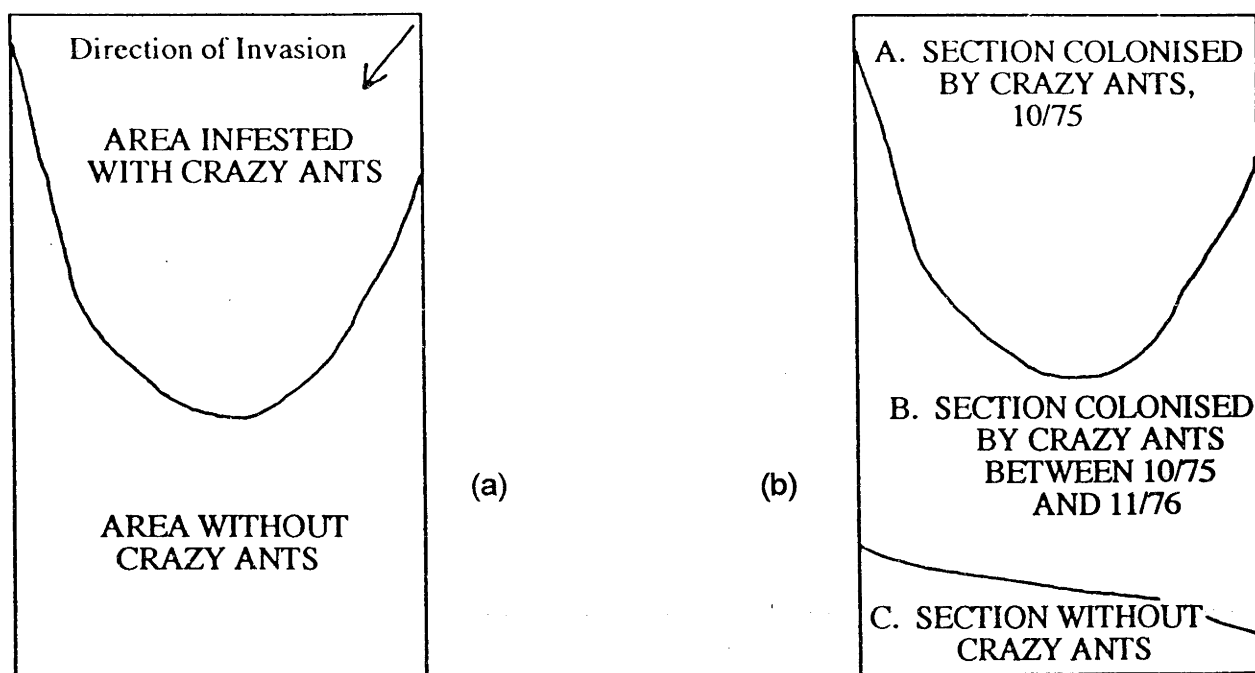 Direction of Invasion
AREA INFESTED
WITH CRAZY ANTS
AREA WITHOUT
CRAZY ANTS
(a)
(b)
A. SECTION COLONISED
BY CRAZY ANTS,
10/75
B. SECTION COLONISED
BY CRAZY ANTS
BETWEEN 10/75
AND 11/76
C. SECTION WITHOUT
CRAZY ANTS